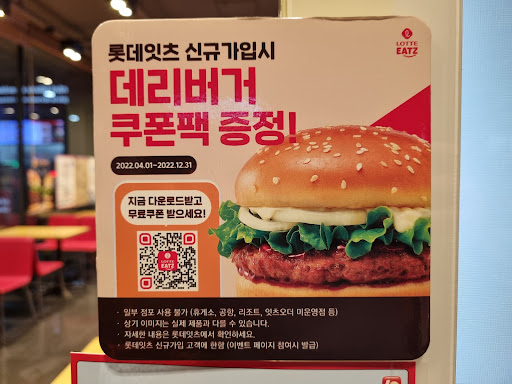 롯데잇츠 신규가입시
LOTTE
EATZ
데리버거
쿠폰팩 증정!
2022.04.01~2022.12.31
지금 다운로드받고
무료쿠폰 받으세요!
LOTTE
EATZ
· 일부 점포 사용 불가 (휴게소, 공항, 리조트, 잇츠오더 미운영점 등)
· 상기 이미지는 실제 제품과 다를 수 있습니다.
· 자세한 내용은 롯데잇츠에서 확인하세요.
· 롯데잇츠 신규가입 고객에 한함 (이벤트 페이지 참여시 발급)